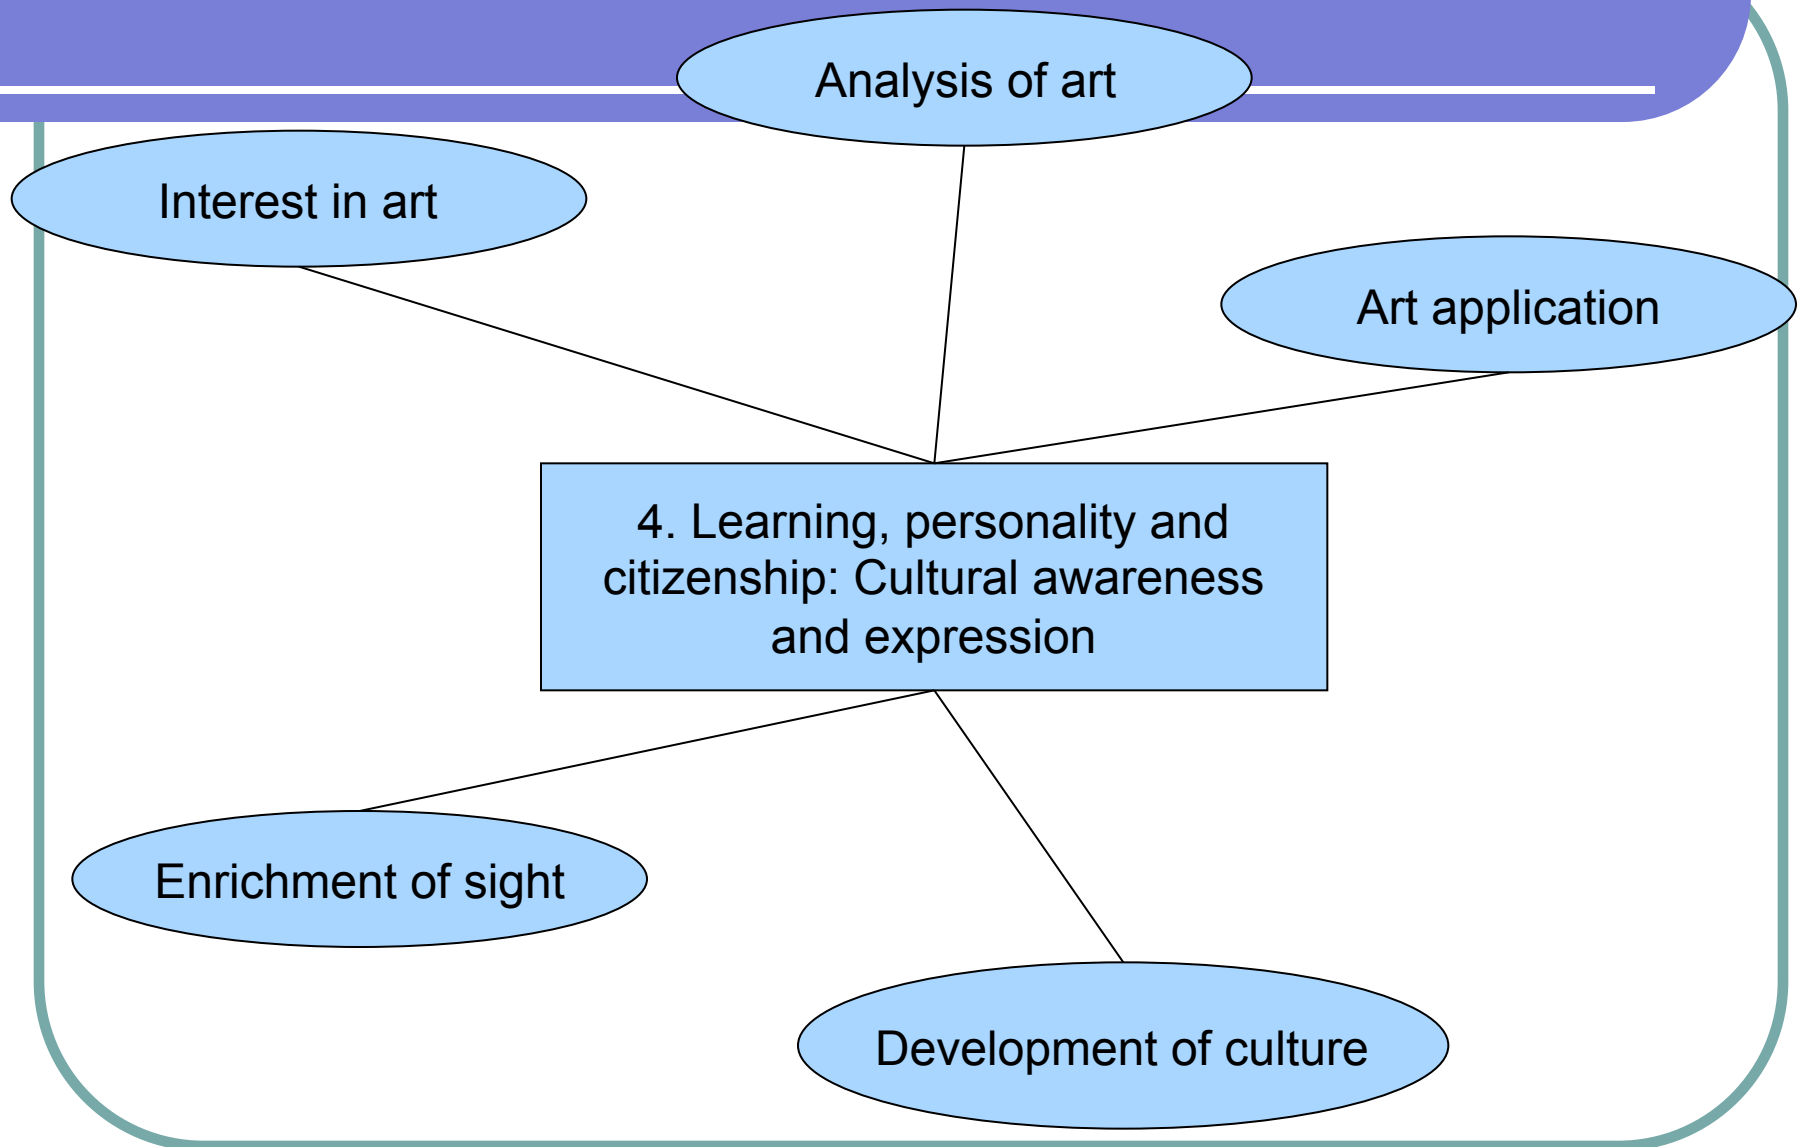 Analysis of art
Interest in art
Art application
4. Learning, personality and
citizenship: Cultural awareness
and expression
Enrichment of sight
Development of culture